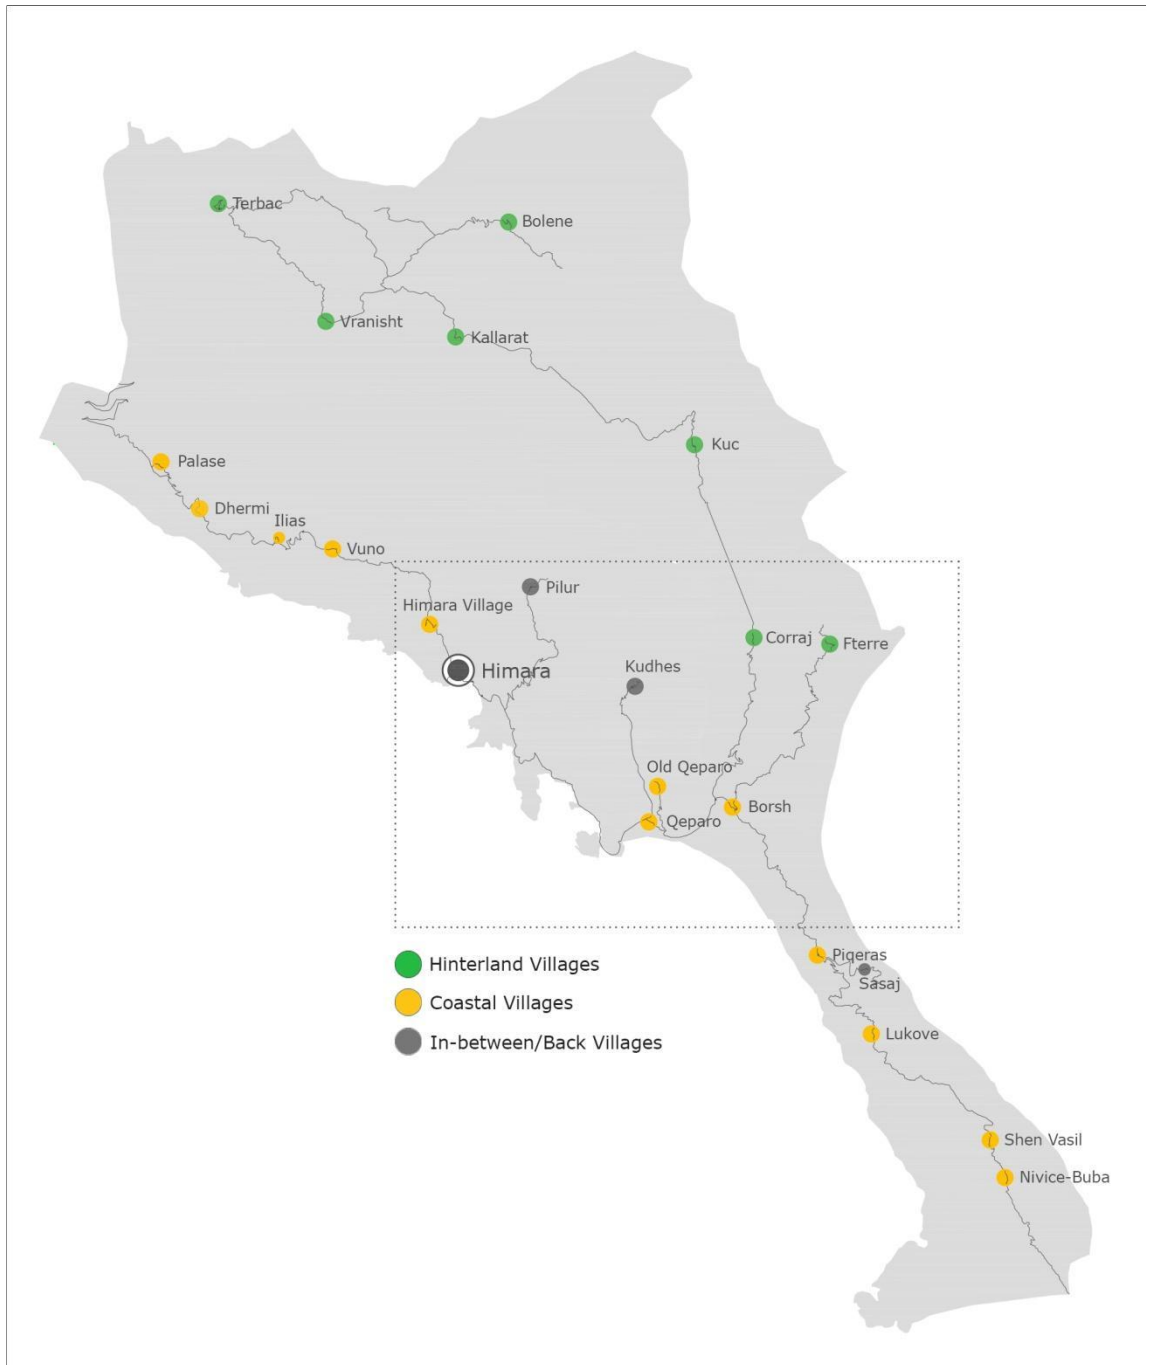 Terbac
Bolene
Vranisht
Kallarat
Kuc
Palase
Dhermi
Ilias
Vuno
Pilur
Himara Village
Corraj
Fterre
Himara
Kudhes
Old Qeparo
Borsh
Qeparo
Piqeras
Sasaj
Hinterland Villages
Coastal Villages
In-between/Back Villages
Lukove
Shen Vasil
Nivice-Buba